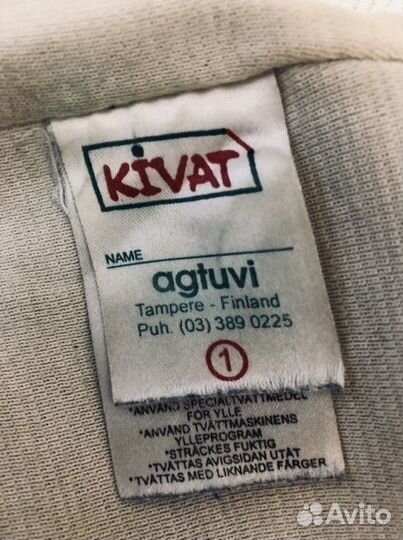 KiVAT
NAME
agtuvi
Tampere - Finland
Puh. (03) 389 0225
1
*ANVÄND SPECIALTVÄTTMEDEL
FÖR YLLE
*ANVÄND TVÄTTMASKINENS
YLLEPROGRAM
*STRÄCKES FUKTIG
*TVÄTTAS AVIGSIDAN UTÅT
*TVÄTTAS MED LIKNANDE FÄRGER
Avito